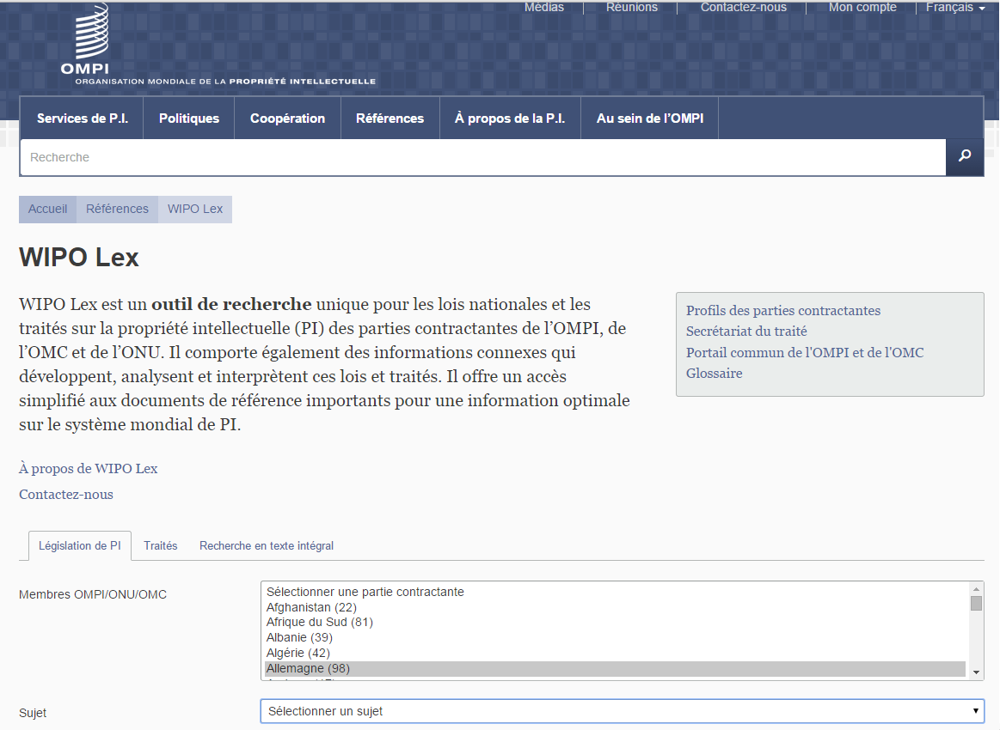 Médias
Réunions
Contactez-nous
Mon compte
Français
OMPI
ORGANISATION MONDIALE DE LA PROPRIÉTÉ INTELLECTUELLE
Services de P.I.
Politiques
Coopération
Références
À propos de la P.I.
Au sein de l’OMPI
Recherche
Accueil
Références
WIPO Lex
WIPO Lex
WIPO Lex est un outil de recherche unique pour les lois nationales et les
traités sur la propriété intellectuelle (PI) des parties contractantes de l’OMPI, de
l’OMC et de l’ONU. Il comporte également des informations connexes qui
développent, analysent et interprètent ces lois et traités. Il offre un accès
simplifié aux documents de référence importants pour une information optimale
sur le système mondial de PI.
Profils des parties contractantes
Secrétariat du traité
Portail commun de l'OMPI et de l'OMC
Glossaire
À propos de WIPO Lex
Contactez-nous
Législation de PI
Traités
Recherche en texte intégral
Membres OMPI/ONU/OMC
Sélectionner une partie contractante
Afghanistan (22)
Afrique du Sud (81)
Albanie (39)
Algérie (42)
Allemagne (98)
Sujet
Sélectionner un sujet